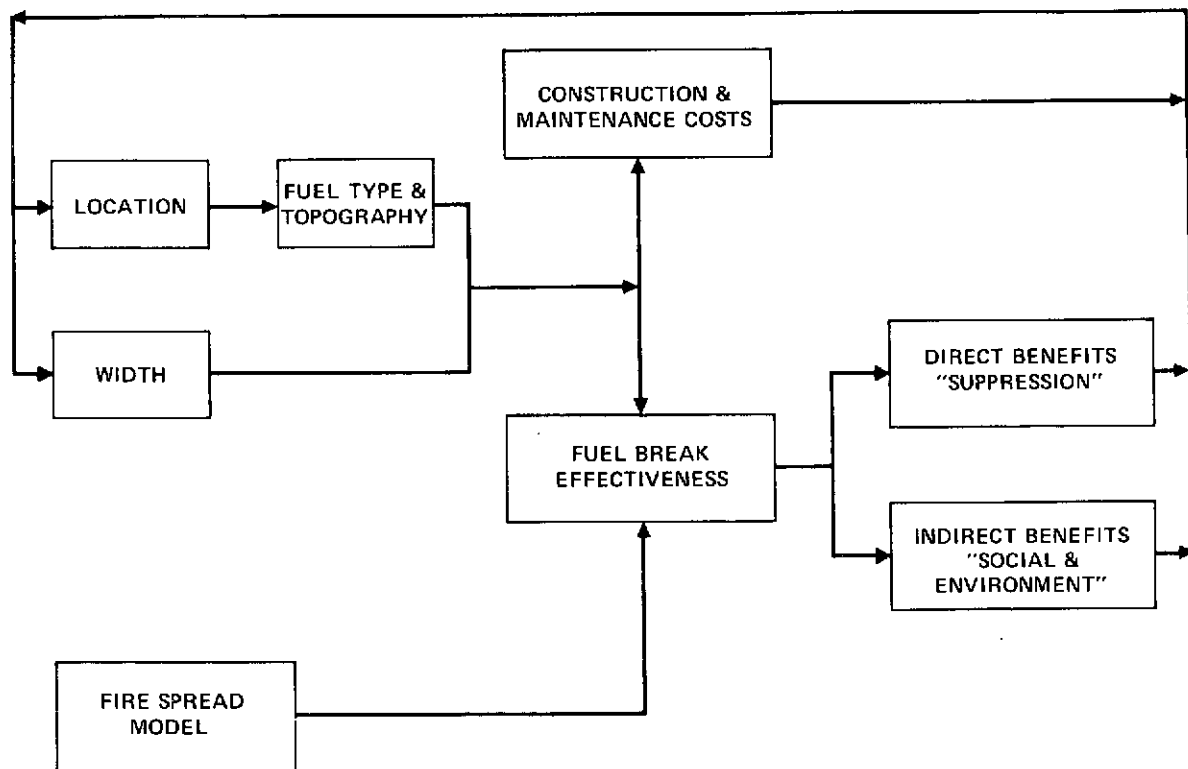 CONSTRUCTION &
MAINTENANCE COSTS
LOCATION
FUEL TYPE &
TOPOGRAPHY
WIDTH
DIRECT BENEFITS
"SUPPRESSION"
FUEL BREAK
EFFECTIVENESS
INDIRECT BENEFITS
"SOCIAL &
ENVIRONMENT"
FIRE SPREAD
MODEL